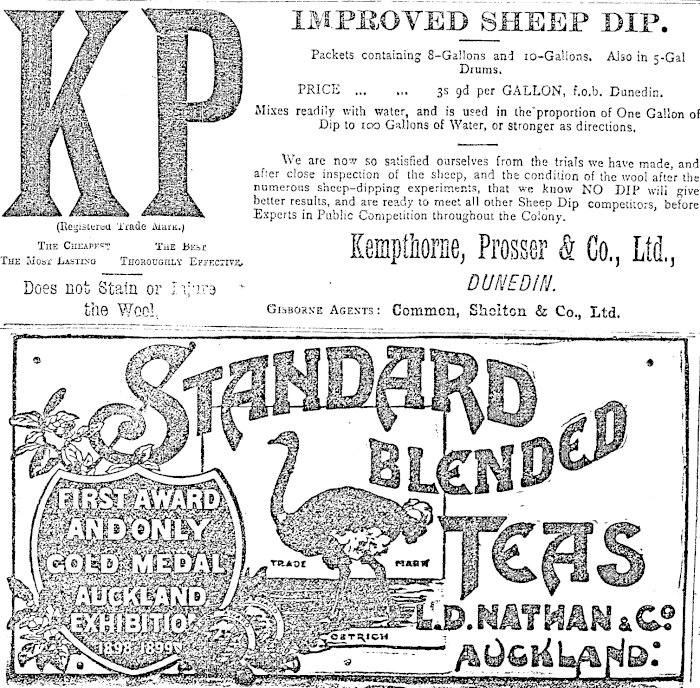 KP
(Registered Trade Mark.)
THE CHEAPEST THE BEST
THE MOST LASTING THOROUGHLY EFFECTIVE.
Does not Stain or Injure
the Wool.
IMPROVED SHEEP DIP.
Packets containing 8-Gallons and 10-Gallons. Also in 5-Gal
Drums.
PRICE ... ... 3s 9d per GALLON, f.o.b. Dunedin.
Mixes readily with water, and is used in the proportion of One Gallon of
Dip to 100 Gallons of Water, or stronger as directions.
We are now so satisfied ourselves from the trials we have made, and
after close inspection of the sheep, and the condition of the wool after the
numerous sheep-dipping experiments, that we know NO DIP will give
better results, and are ready to meet all other Sheep Dip competitors, before
Experts in Public Competition throughout the Colony.
Kempthorne, Prosser & Co., Ltd.,
DUNEDIN.
GISBORNE AGENTS: Common, Shelton & Co., Ltd.
STANDARD
BLENDED
TEAS
FIRST AWARD
AND ONLY
GOLD MEDAL
AUCKLAND
EXHIBITION
1898-1899
TRADE MARK
OSTRICH
L.D. NATHAN & Co
AUCKLAND: